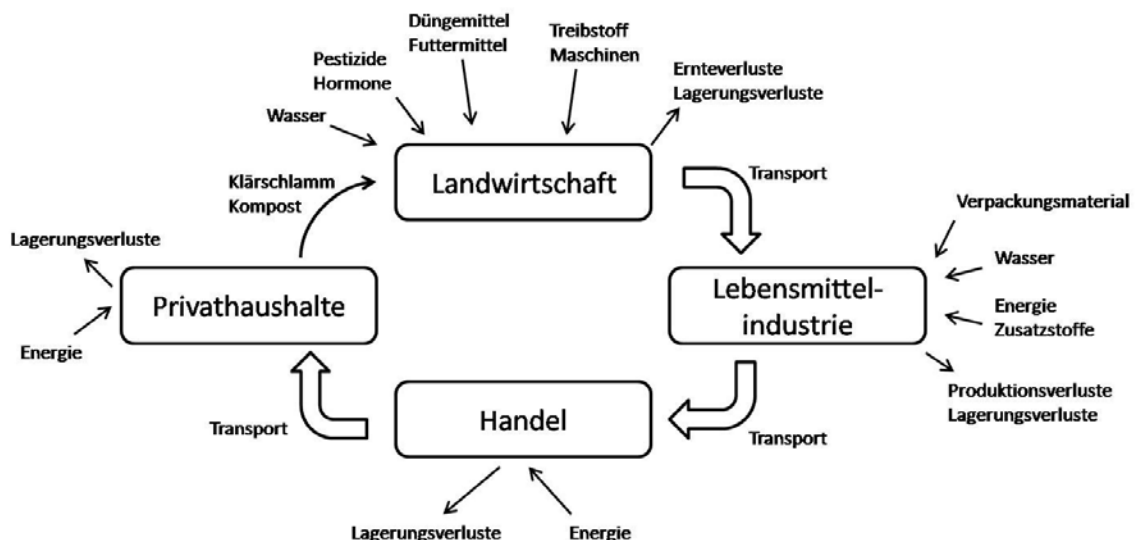 Düngemittel
Futtermittel
Treibstoff
Maschinen
Pestizide
Hormone
Ernteverluste
Lagerungsverluste
Wasser
Landwirtschaft
Transport
Klärschlamm
Kompost
Verpackungsmaterial
Lagerungsverluste
Wasser
Privathaushalte
Lebensmittel-
industrie
Energie
Zusatzstoffe
Energie
Produktionsverluste
Lagerungsverluste
Handel
Transport
Transport
Lagerungsverluste
Energie